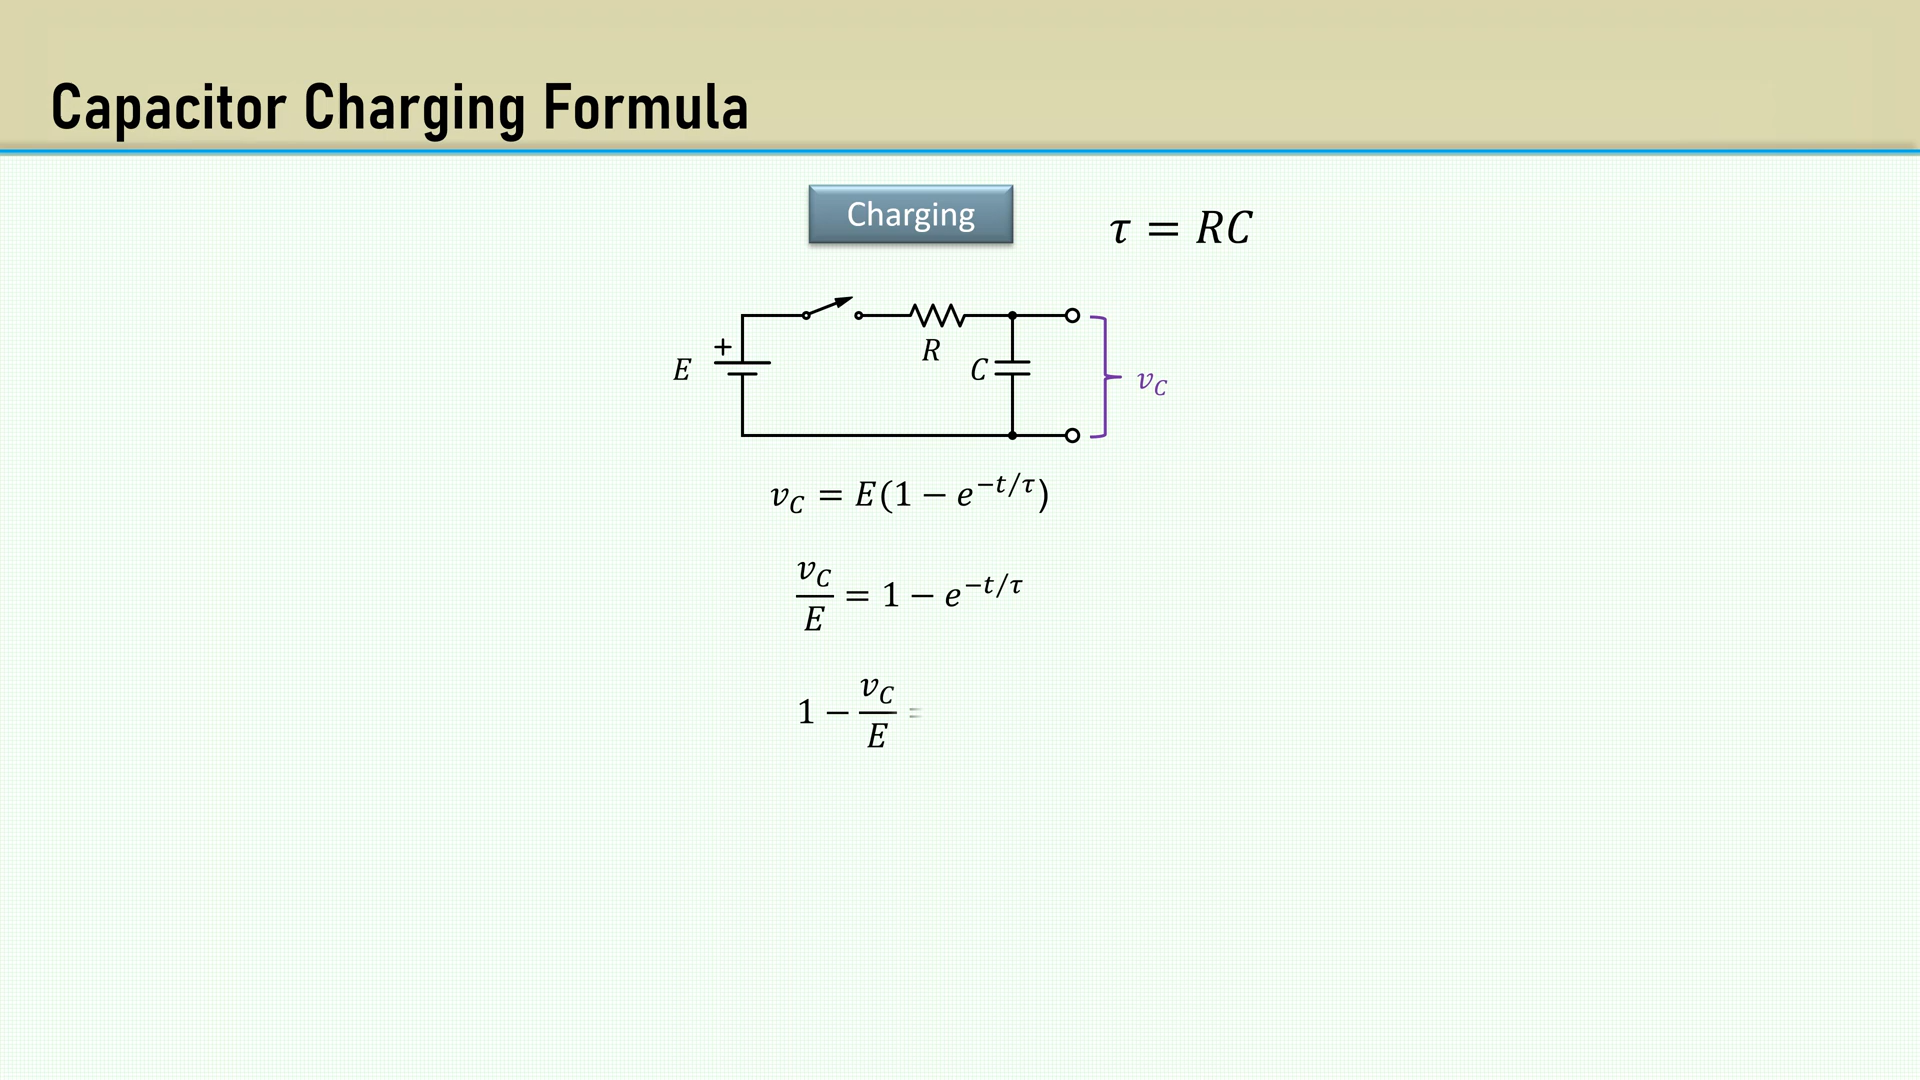 Capacitor Charging Formula
Charging
τ = RC
+
E
R
C
v_C
v_C = E(1 − e^{−t/τ})
v_C/E = 1 − e^{−t/τ}
1 − v_C/E =